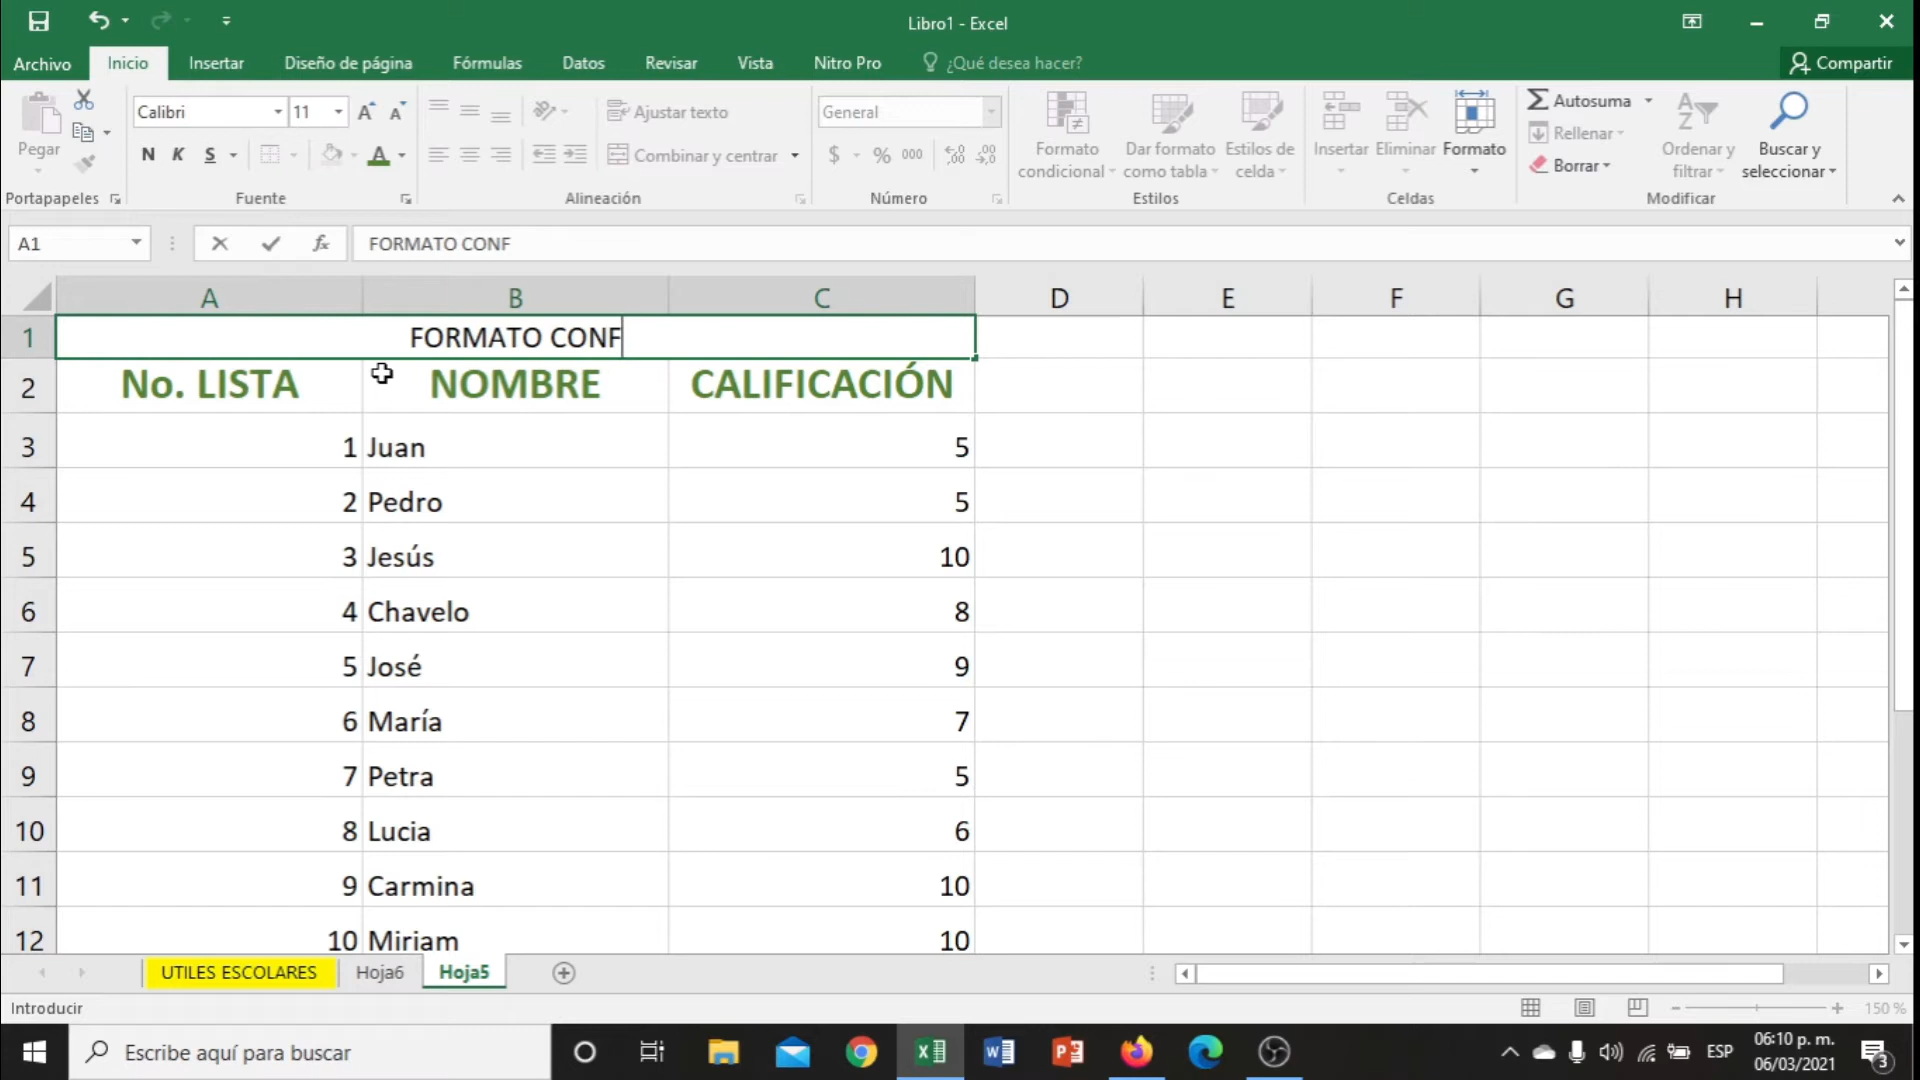 Libro1 - Excel
Archivo Inicio Insertar Diseño de página Fórmulas Datos Revisar Vista Nitro Pro ¿Qué desea hacer? Compartir
Calibri 11 Ajustar texto General Autosuma
Pegar Rellenar
N K S A Combinar y centrar $ % 000 Formato condicional Dar formato como tabla Estilos de celda Insertar Eliminar Formato Borrar Ordenar y filtrar Buscar y seleccionar
Portapapeles Fuente Alineación Número Estilos Celdas Modificar
A1 fx FORMATO CONF
A B C D E F G H
1 FORMATO CONF
2 No. LISTA NOMBRE CALIFICACIÓN
3 1 Juan 5
4 2 Pedro 5
5 3 Jesús 10
6 4 Chavelo 8
7 5 José 9
8 6 María 7
9 7 Petra 5
10 8 Lucia 6
11 9 Carmina 10
12 10 Miriam 10
UTILES ESCOLARES Hoja6 Hoja5
Introducir 150 %
Escribe aquí para buscar ESP 06:10 p. m.
06/03/2021 3